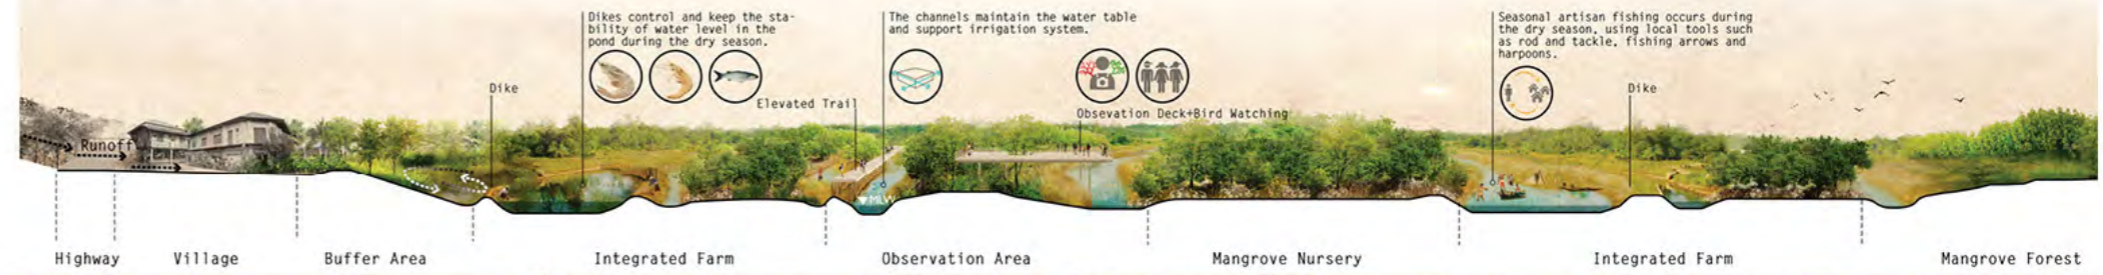 Dikes control and keep the sta-
bility of water level in the
pond during the dry season.
The channels maintain the water table
and support irrigation system.
Seasonal artisan fishing occurs during
the dry season, using local tools such
as rod and tackle, fishing arrows and
harpoons.
Dike
Elevated Trail
Obsevation Deck+Bird Watching
Dike
Runoff
MLW
Highway
Village
Buffer Area
Integrated Farm
Observation Area
Mangrove Nursery
Integrated Farm
Mangrove Forest